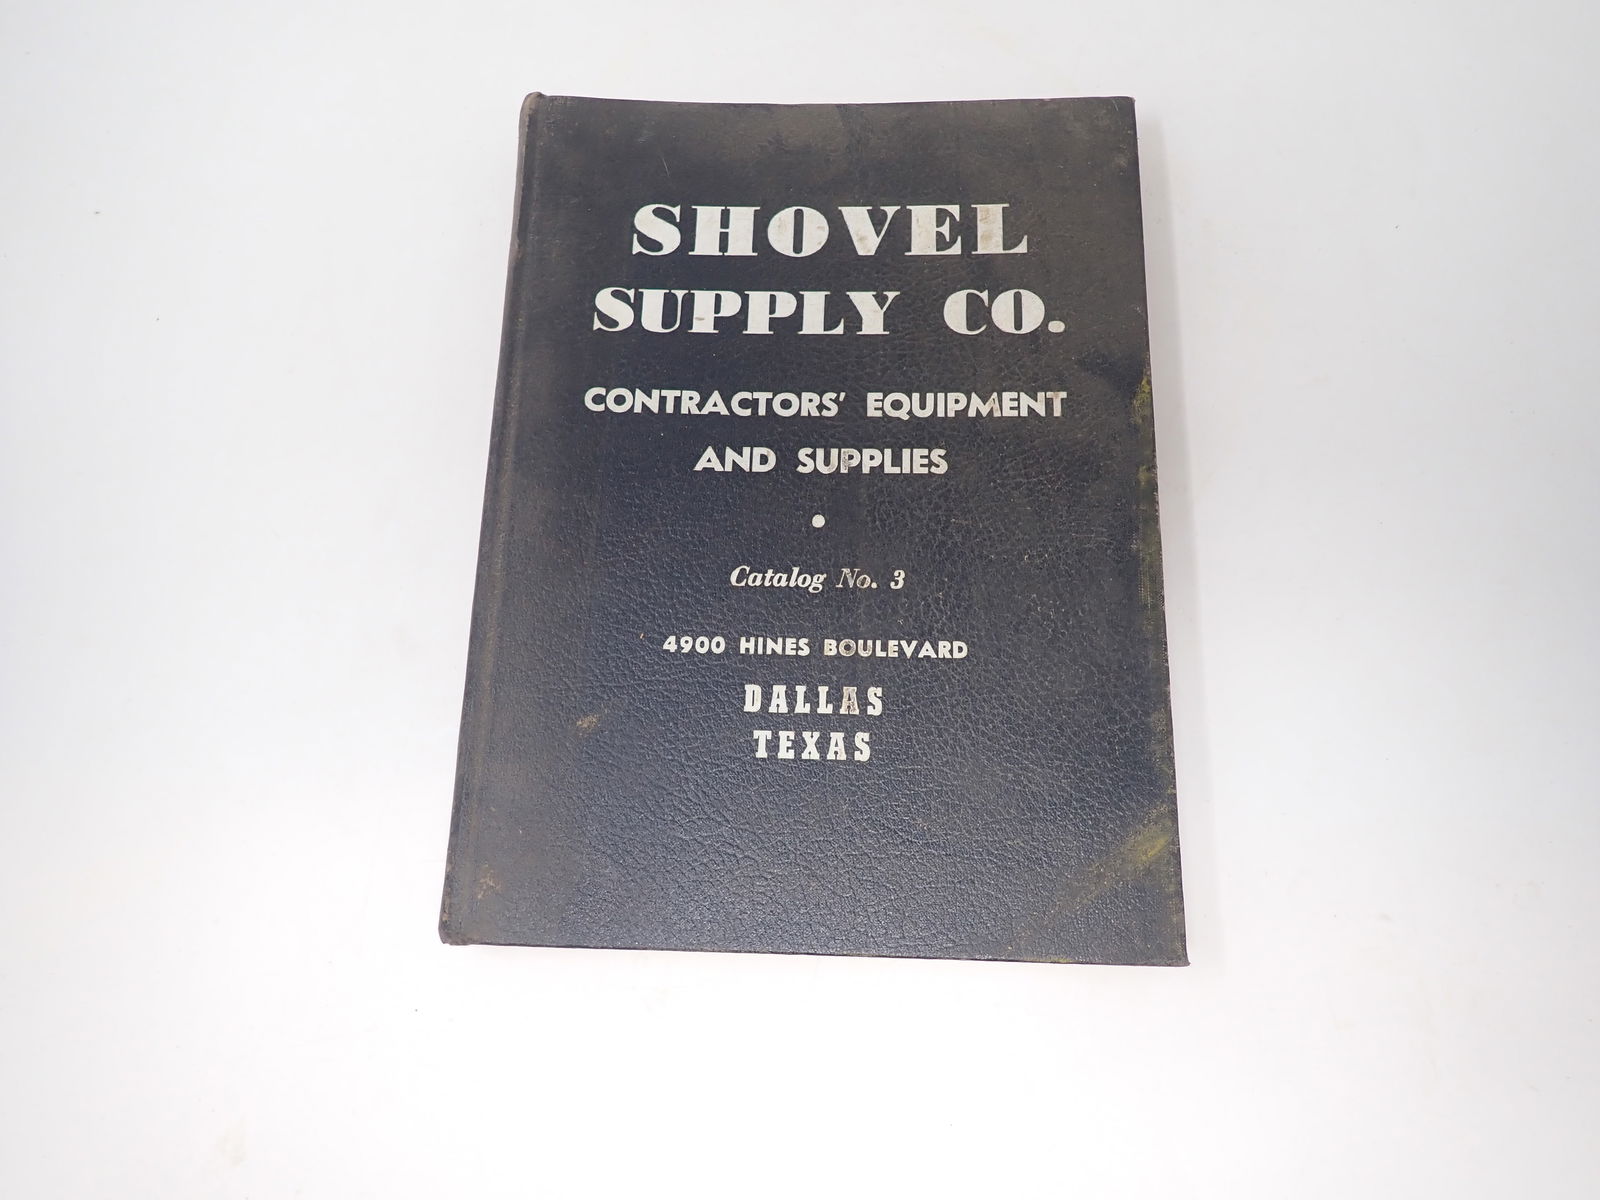 SHOVEL
SUPPLY CO.
CONTRACTORS' EQUIPMENT
AND SUPPLIES
•
Catalog No. 3
4900 HINES BOULEVARD
DALLAS
TEXAS